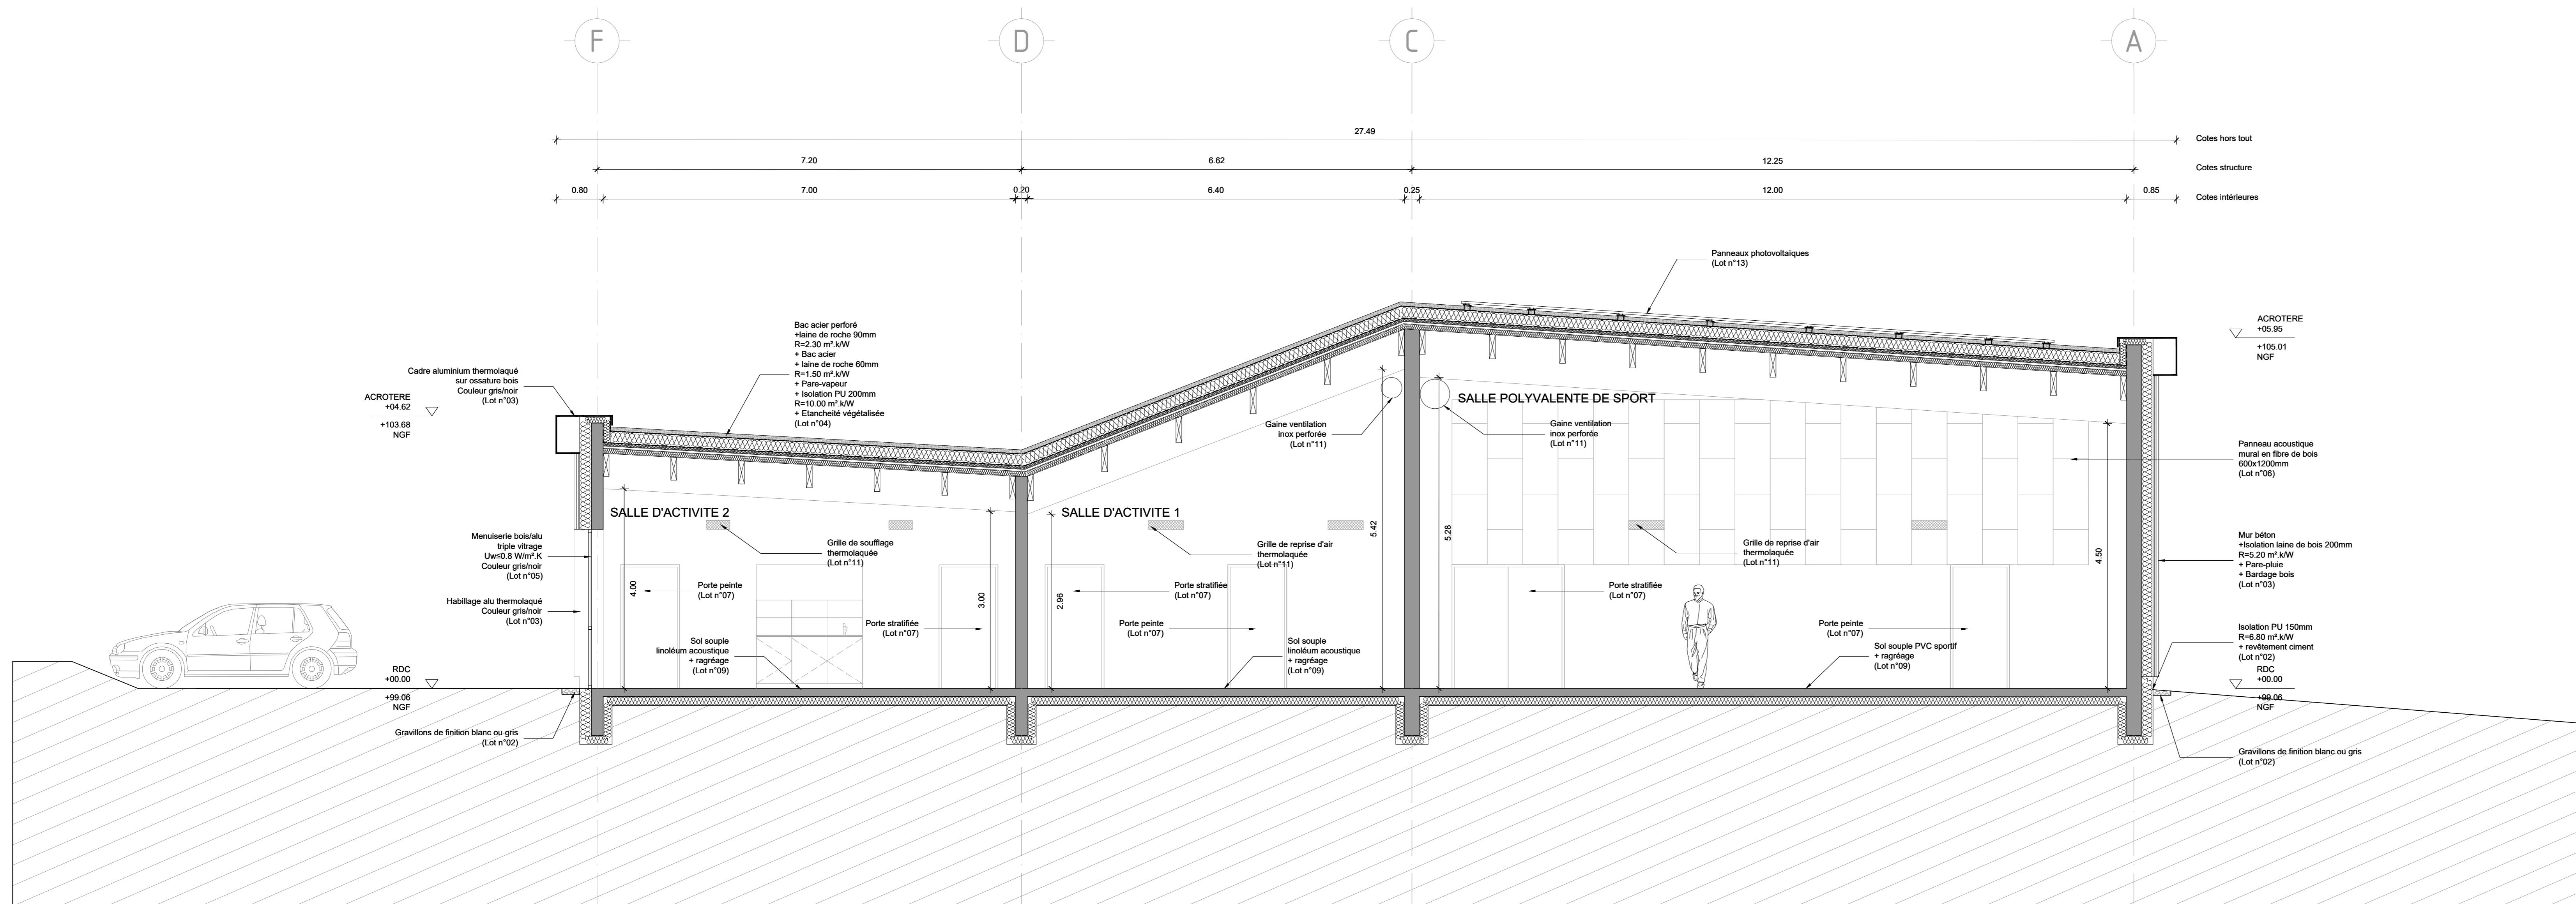 F
D
C
A
27.49
Cotes hors tout
7.20
6.62
12.25
Cotes structure
0.80
7.00
0.20
6.40
0.25
12.00
0.85
Cotes intérieures
Panneaux photovoltaïques
(Lot n°13)
Bac acier perforé
+laine de roche 90mm
R=2.30 m².k/W
+ Bac acier
+ laine de roche 60mm
R=1.50 m².k/W
+ Pare-vapeur
+ Isolation PU 200mm
R=10.00 m².k/W
+ Etancheité végétalisée
(Lot n°04)
Cadre aluminium thermolaqué
sur ossature bois
Couleur gris/noir
(Lot n°03)
ACROTERE
+04.62
+103.68
NGF
ACROTERE
+05.95
+105.01
NGF
Gaine ventilation
inox perforée
(Lot n°11)
SALLE POLYVALENTE DE SPORT
Gaine ventilation
inox perforée
(Lot n°11)
Panneau acoustique
mural en fibre de bois
600x1200mm
(Lot n°06)
SALLE D'ACTIVITE 2
SALLE D'ACTIVITE 1
Menuiserie bois/alu
triple vitrage
Uw≤0.8 W/m².K
Couleur gris/noir
(Lot n°05)
Habillage alu thermolaqué
Couleur gris/noir
(Lot n°03)
Grille de soufflage
thermolaquée
(Lot n°11)
Grille de reprise d'air
thermolaquée
(Lot n°11)
Grille de reprise d'air
thermolaquée
(Lot n°11)
5.42
5.28
4.50
4.00
3.00
2.96
Porte peinte
(Lot n°07)
Porte stratifiée
(Lot n°07)
Porte stratifiée
(Lot n°07)
Porte peinte
(Lot n°07)
Porte stratifiée
(Lot n°07)
Porte peinte
(Lot n°07)
Sol souple
linoléum acoustique
+ ragréage
(Lot n°09)
Sol souple
linoléum acoustique
+ ragréage
(Lot n°09)
Sol souple PVC sportif
+ ragréage
(Lot n°09)
Mur béton
+Isolation laine de bois 200mm
R=5.20 m².k/W
+ Pare-pluie
+ Bardage bois
(Lot n°03)
Isolation PU 150mm
R=6.80 m².k/W
+ revêtement ciment
(Lot n°02)
RDC
+00.00
+99.06
NGF
RDC
+00.00
+99.06
NGF
Gravillons de finition blanc ou gris
(Lot n°02)
Gravillons de finition blanc ou gris
(Lot n°02)